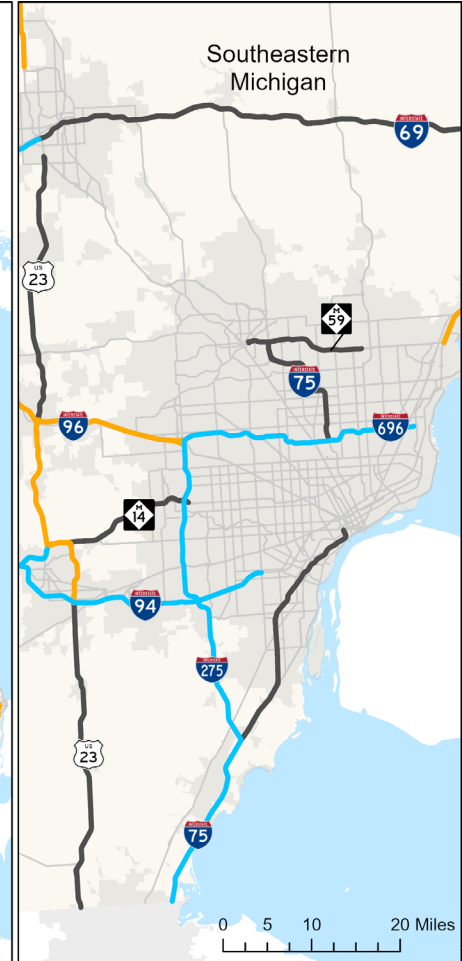 Southeastern
Michigan
INTERSTATE
69
US
23
M
59
INTERSTATE
75
INTERSTATE
96
INTERSTATE
696
M
14
INTERSTATE
94
INTERSTATE
275
US
23
INTERSTATE
75
0 5 10 20 Miles